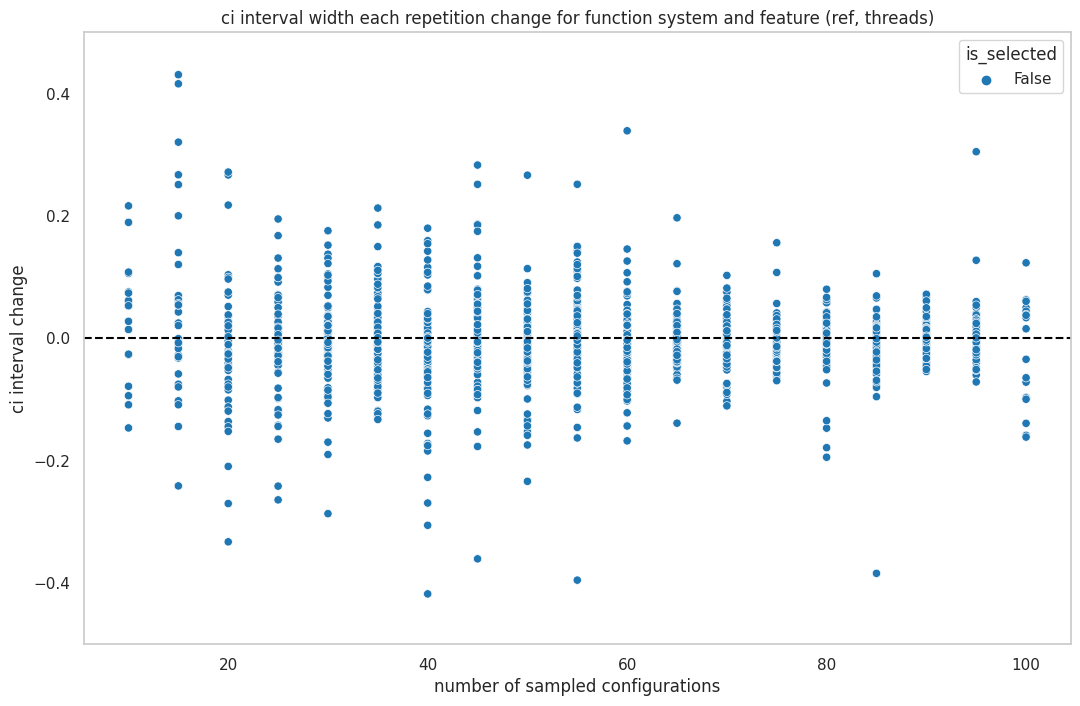 ci interval width each repetition change for function system and feature (ref, threads)
is_selected
False
0.4
0.2
0.0
−0.2
−0.4
ci interval change
20
40
60
80
100
number of sampled configurations